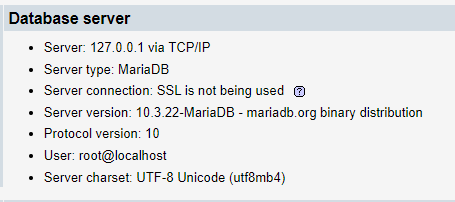 Database server
Server: 127.0.0.1 via TCP/IP
Server type: MariaDB
Server connection: SSL is not being used
Server version: 10.3.22-MariaDB - mariadb.org binary distribution
Protocol version: 10
User: root@localhost
Server charset: UTF-8 Unicode (utf8mb4)